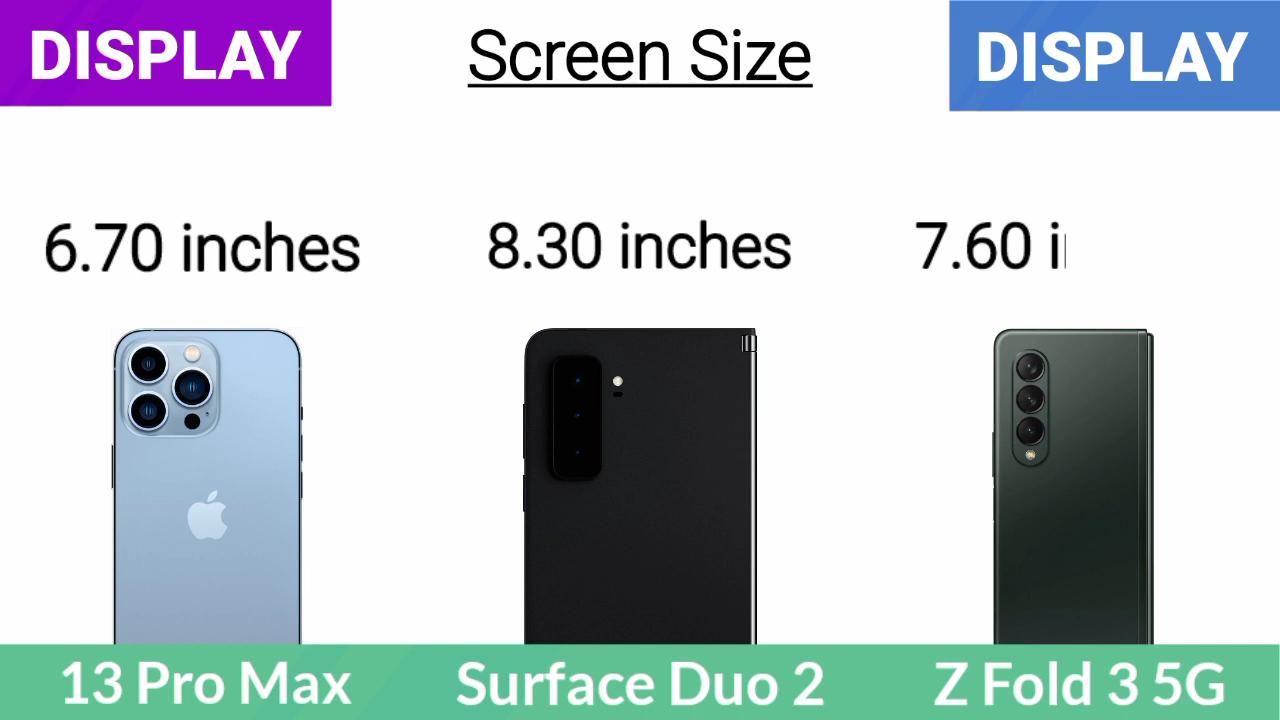 DISPLAY
Screen Size
DISPLAY
6.70 inches
8.30 inches
7.60 i
13 Pro Max
Surface Duo 2
Z Fold 3 5G